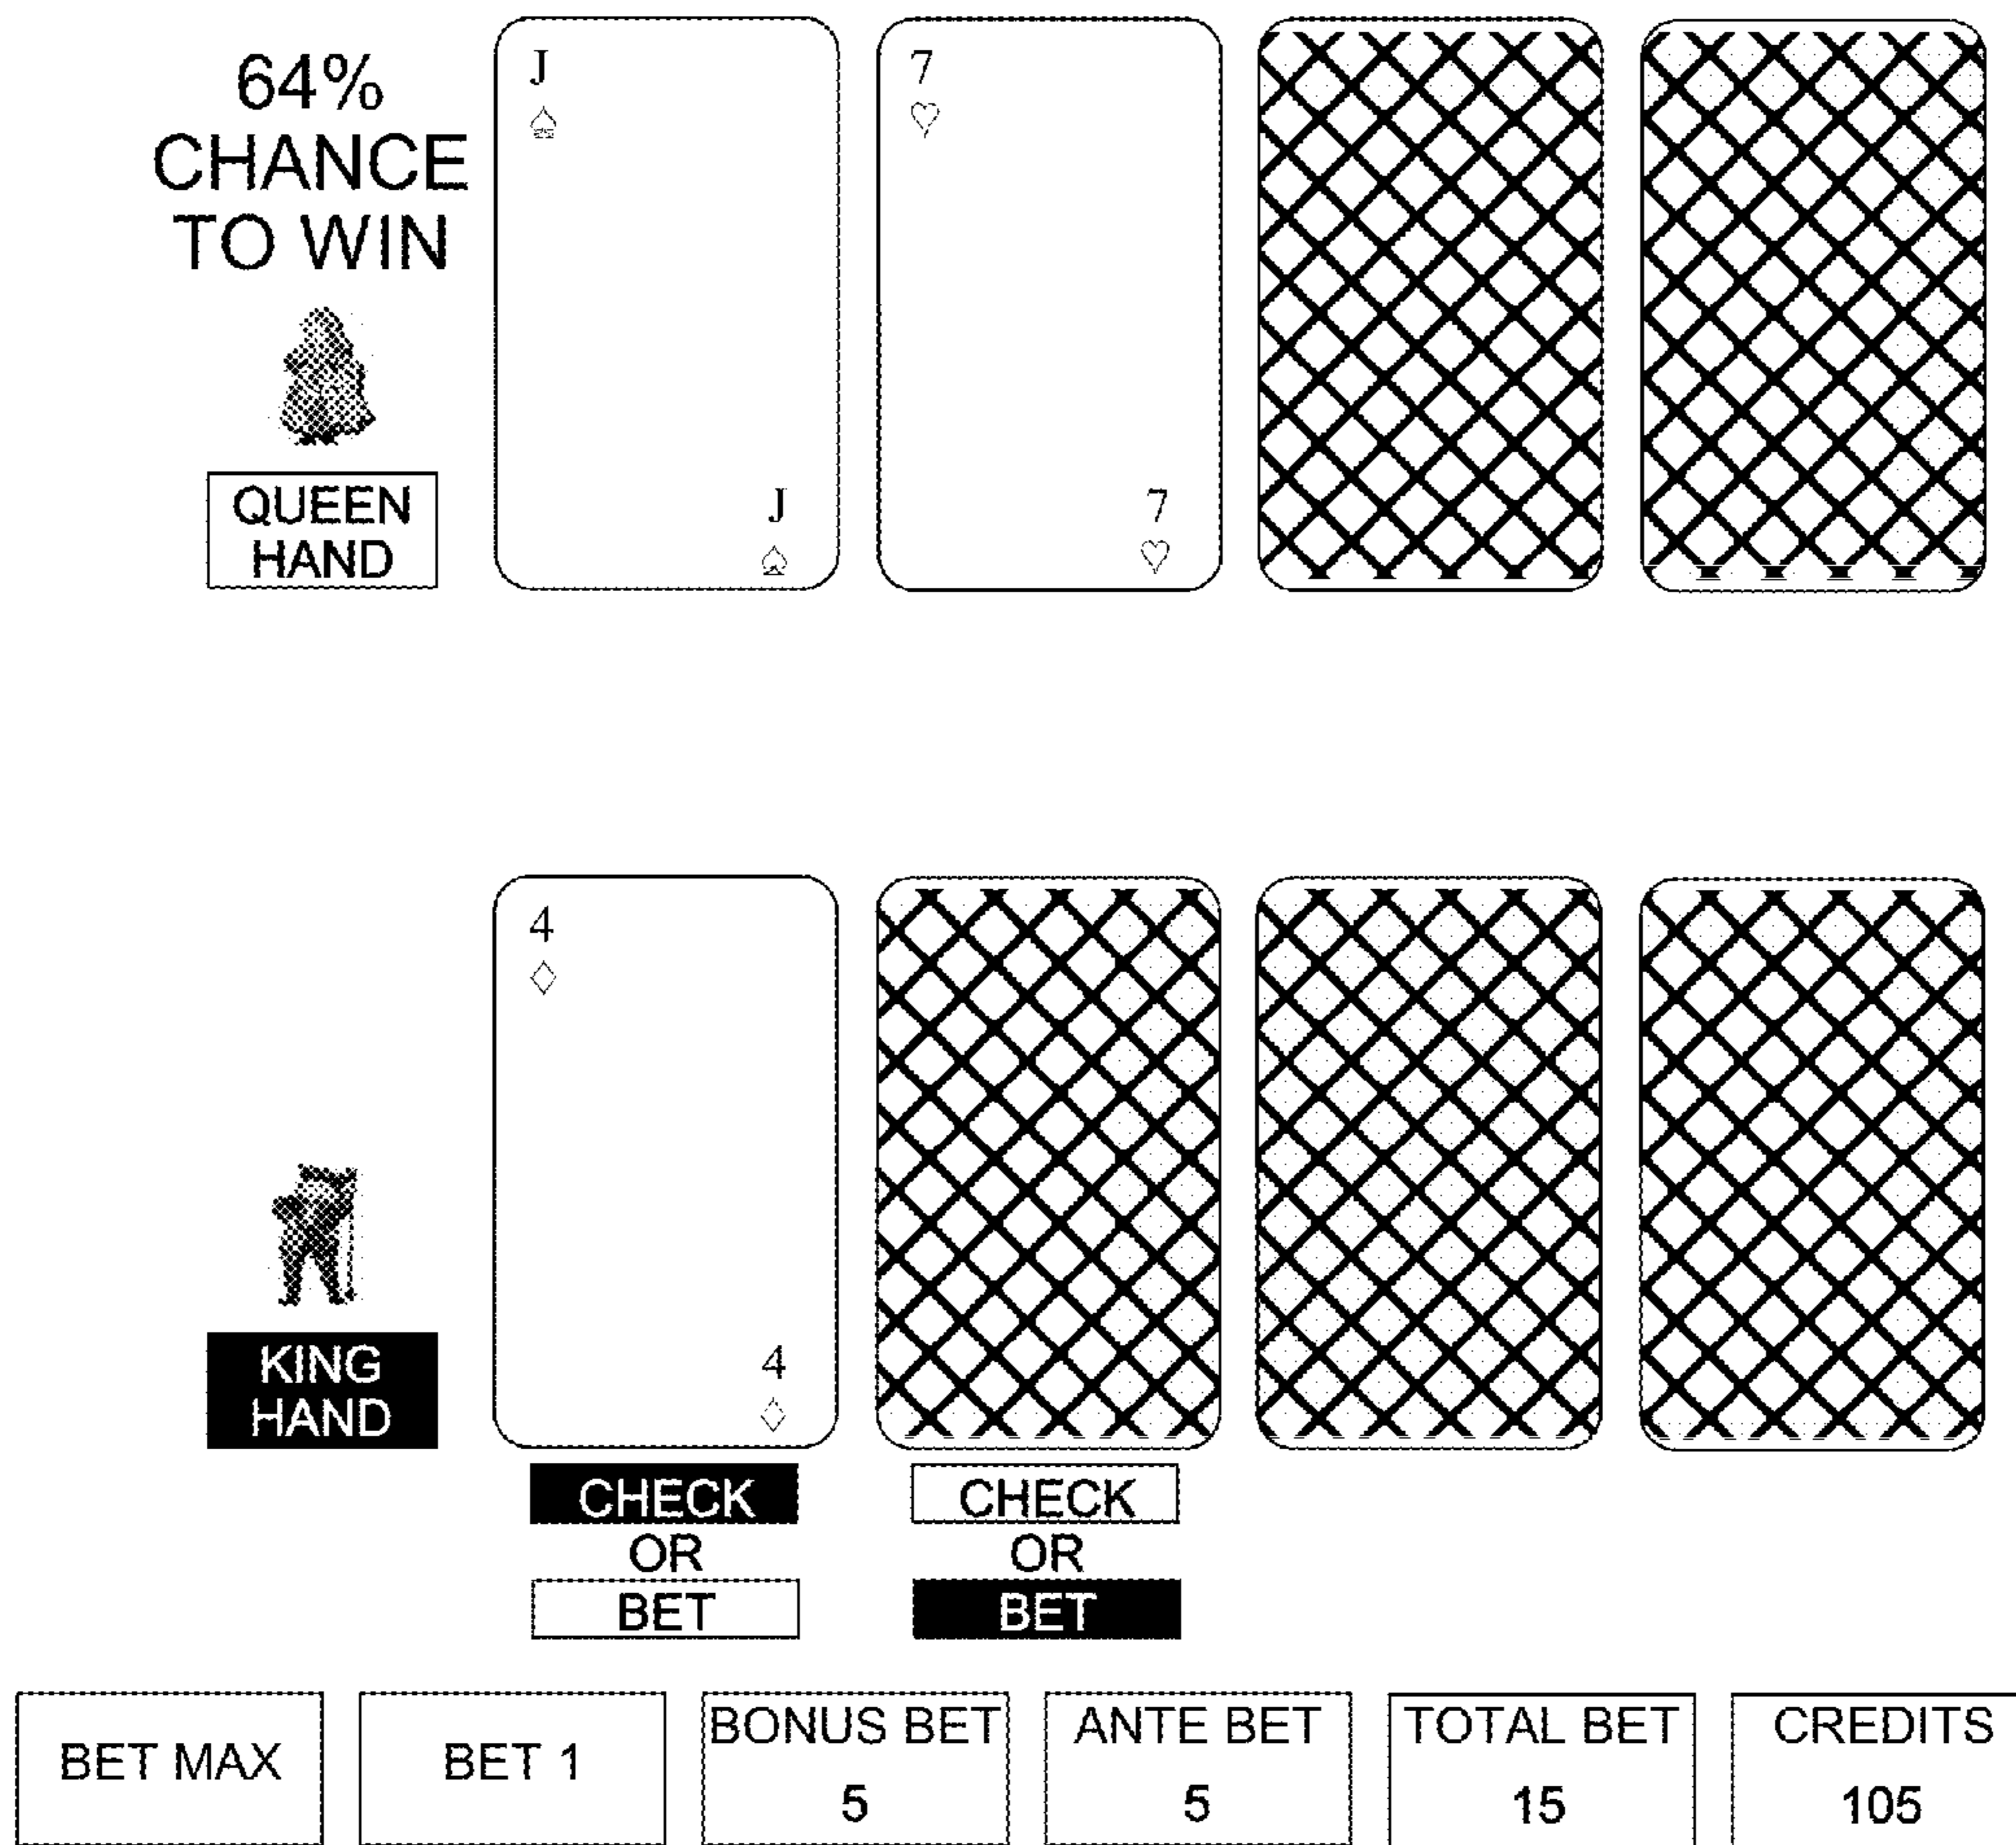 64%
CHANCE
TO WIN
J
♤
J
♤
7
♡
7
♡
QUEEN
HAND
4
♢
4
♢
KING
HAND
CHECK
OR
BET
CHECK
OR
BET
BET MAX
BET 1
BONUS BET
5
ANTE BET
5
TOTAL BET
15
CREDITS
105